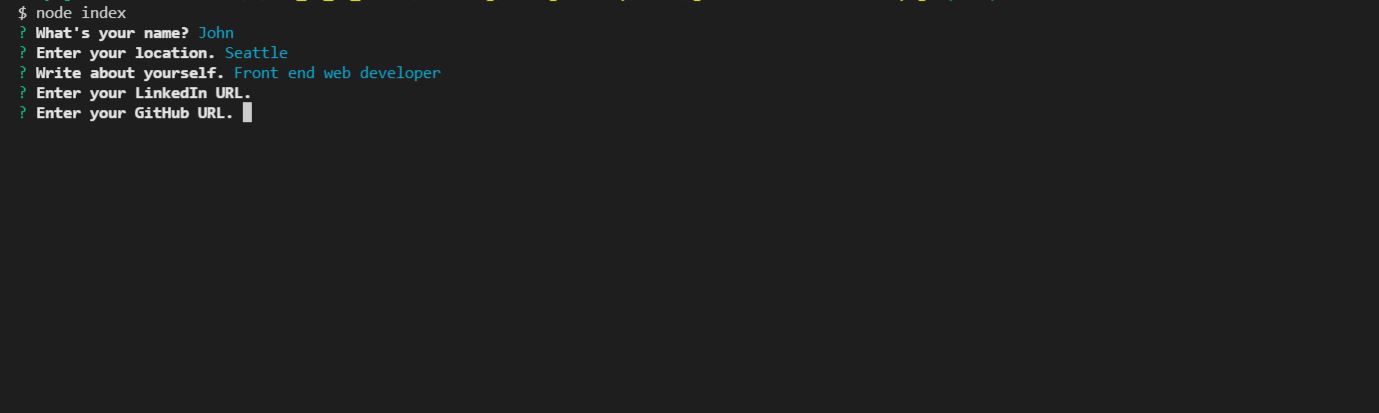 $ node index
? What's your name? John
? Enter your location. Seattle
? Write about yourself. Front end web developer
? Enter your LinkedIn URL.
? Enter your GitHub URL.